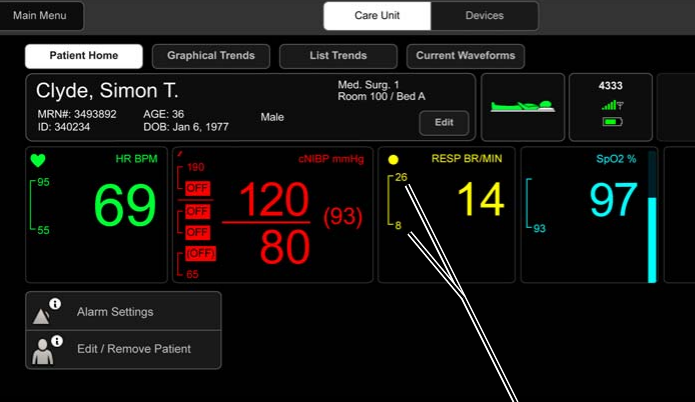 Main Menu
Care Unit
Devices
Patient Home
Graphical Trends
List Trends
Current Waveforms
Clyde, Simon T.
MRN#: 3493892
AGE: 36
ID: 340234
DOB: Jan 6, 1977
Male
Med. Surg. 1
Room 100 / Bed A
Edit
4333
HR BPM
95
55
69
cNIBP mmHg
190
OFF
OFF
OFF
(OFF)
65
120
80
(93)
RESP BR/MIN
26
8
14
SpO2 %
93
97
Alarm Settings
Edit / Remove Patient